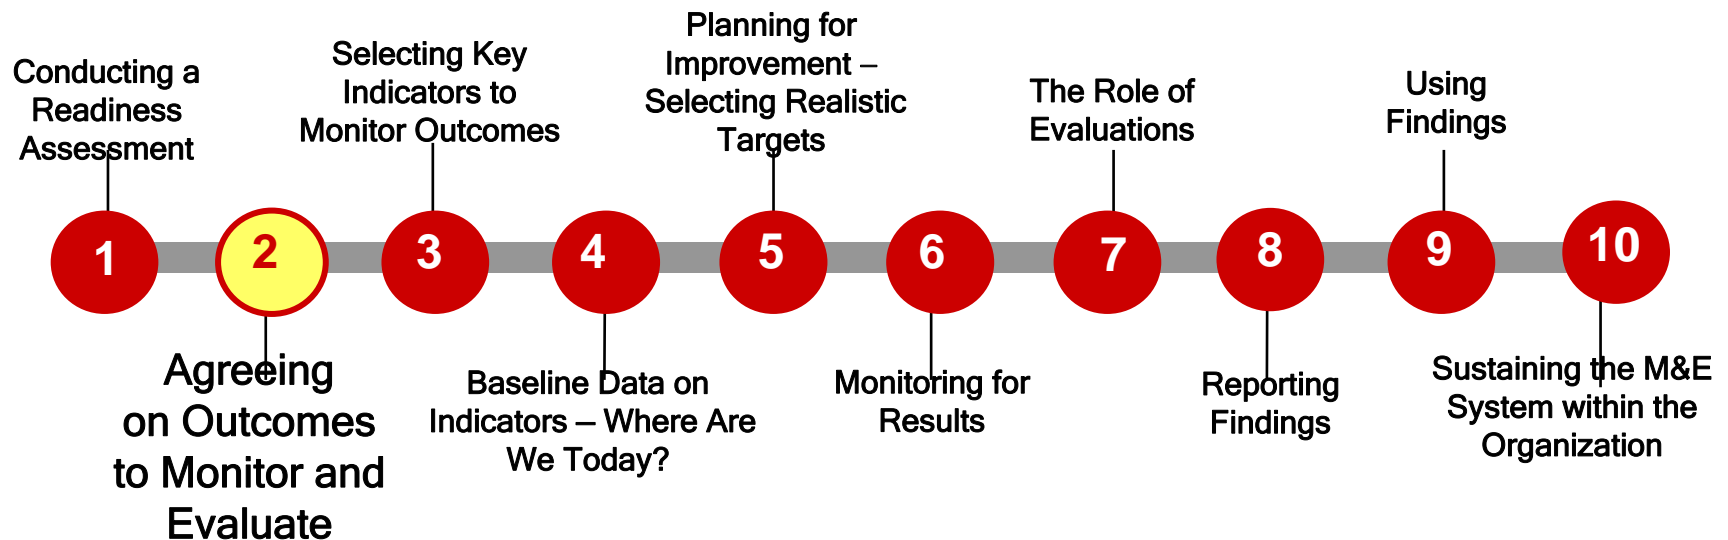 Conducting a
Readiness
Assessment
Selecting Key
Indicators to
Monitor Outcomes
Planning for
Improvement –
Selecting Realistic
Targets
The Role of
Evaluations
Using
Findings
1
2
3
4
5
6
7
8
9
10
Agreeing
on Outcomes
to Monitor and
Evaluate
Baseline Data on
Indicators – Where Are
We Today?
Monitoring for
Results
Reporting
Findings
Sustaining the M&E
System within the
Organization